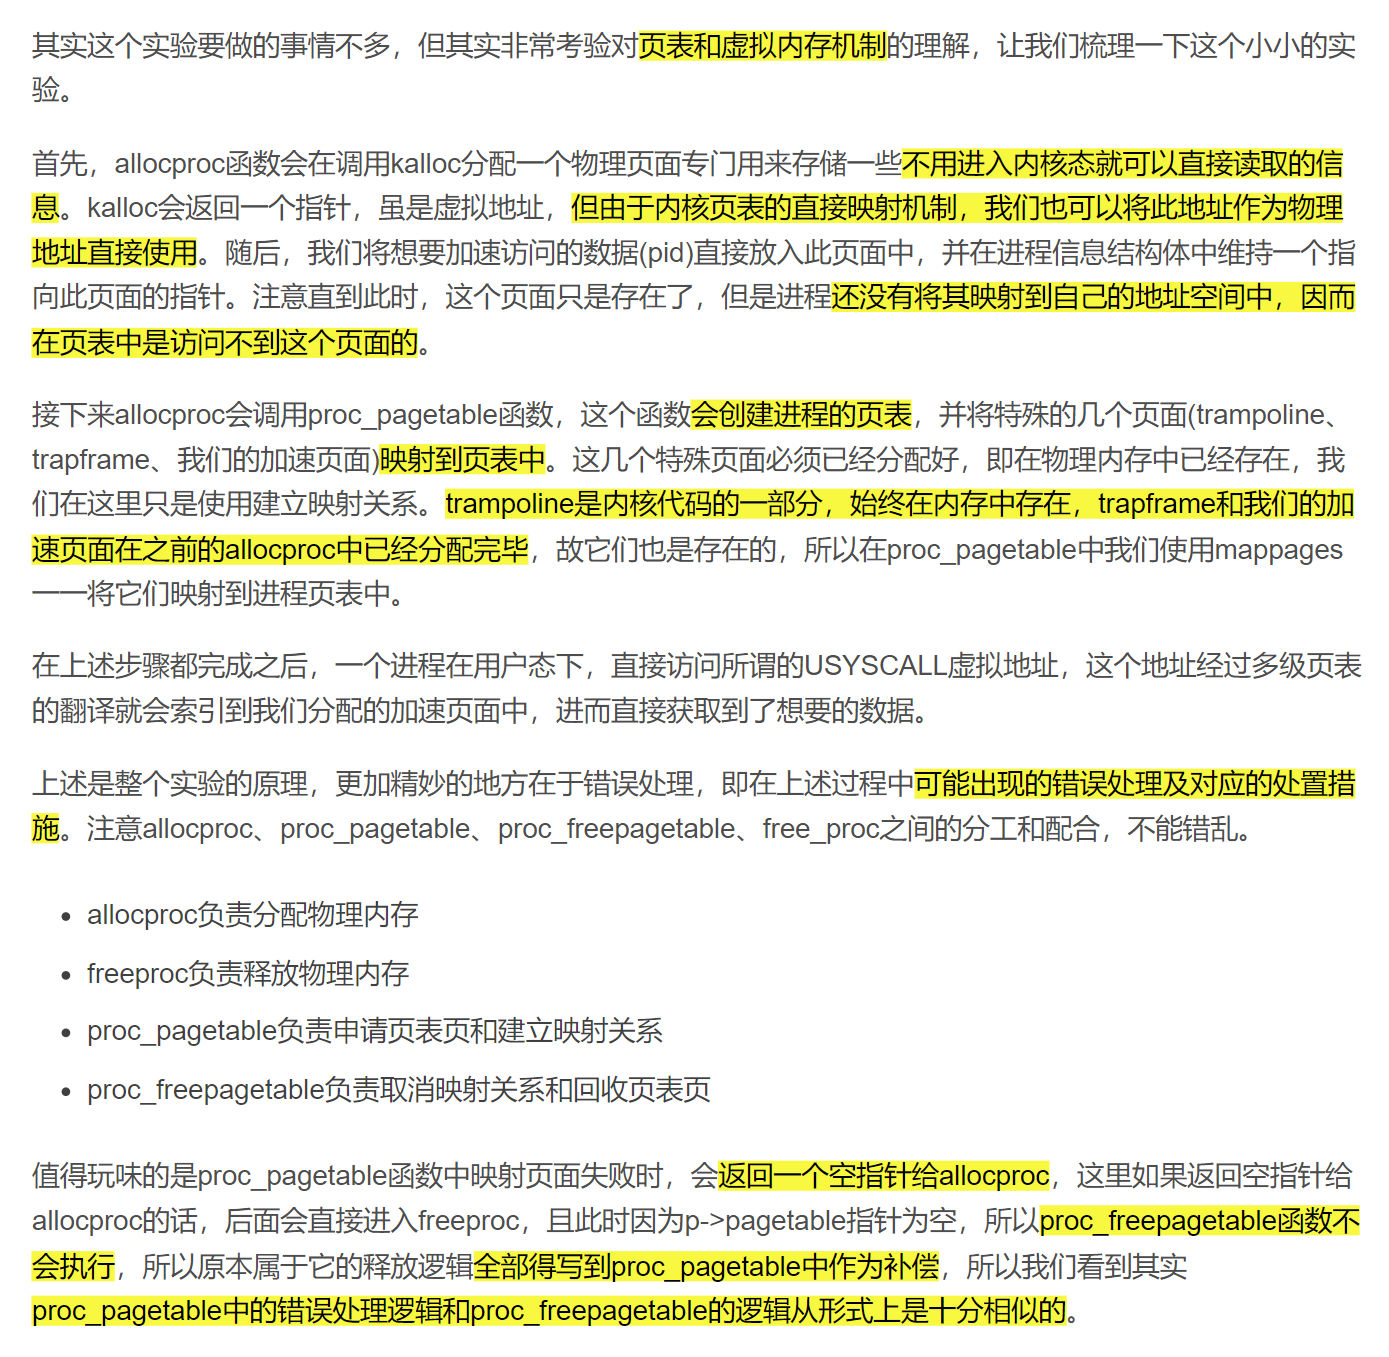 其实这个实验要做的事情不多，但其实非常考验对页表和虚拟内存机制的理解，让我们梳理一下这个小小的实
验。
首先，allocproc函数会在调用kalloc分配一个物理页面专门用来存储一些不用进入内核态就可以直接读取的信
息。kalloc会返回一个指针，虽是虚拟地址，但由于内核页表的直接映射机制，我们也可以将此地址作为物理
地址直接使用。随后，我们将想要加速访问的数据(pid)直接放入此页面中，并在进程信息结构体中维持一个指
向此页面的指针。注意直到此时，这个页面只是存在了，但是进程还没有将其映射到自己的地址空间中，因而
在页表中是访问不到这个页面的。
接下来allocproc会调用proc_pagetable函数，这个函数会创建进程的页表，并将特殊的几个页面(trampoline、
trapframe、我们的加速页面)映射到页表中。这几个特殊页面必须已经分配好，即在物理内存中已经存在，我
们在这里只是使用建立映射关系。trampoline是内核代码的一部分，始终在内存中存在，trapframe和我们的加
速页面在之前的allocproc中已经分配完毕，故它们也是存在的，所以在proc_pagetable中我们使用mappages
一一将它们映射到进程页表中。
在上述步骤都完成之后，一个进程在用户态下，直接访问所谓的USYSCALL虚拟地址，这个地址经过多级页表
的翻译就会索引到我们分配的加速页面中，进而直接获取到了想要的数据。
上述是整个实验的原理，更加精妙的地方在于错误处理，即在上述过程中可能出现的错误处理及对应的处置措
施。注意allocproc、proc_pagetable、proc_freepagetable、free_proc之间的分工和配合，不能错乱。
• allocproc负责分配物理内存
• freeproc负责释放物理内存
• proc_pagetable负责申请页表页和建立映射关系
• proc_freepagetable负责取消映射关系和回收页表页
值得玩味的是proc_pagetable函数中映射页面失败时，会返回一个空指针给allocproc，这里如果返回空指针给
allocproc的话，后面会直接进入freeproc，且此时因为p->pagetable指针为空，所以proc_freepagetable函数不
会执行，所以原本属于它的释放逻辑全部得写到proc_pagetable中作为补偿，所以我们看到其实
proc_pagetable中的错误处理逻辑和proc_freepagetable的逻辑从形式上是十分相似的。